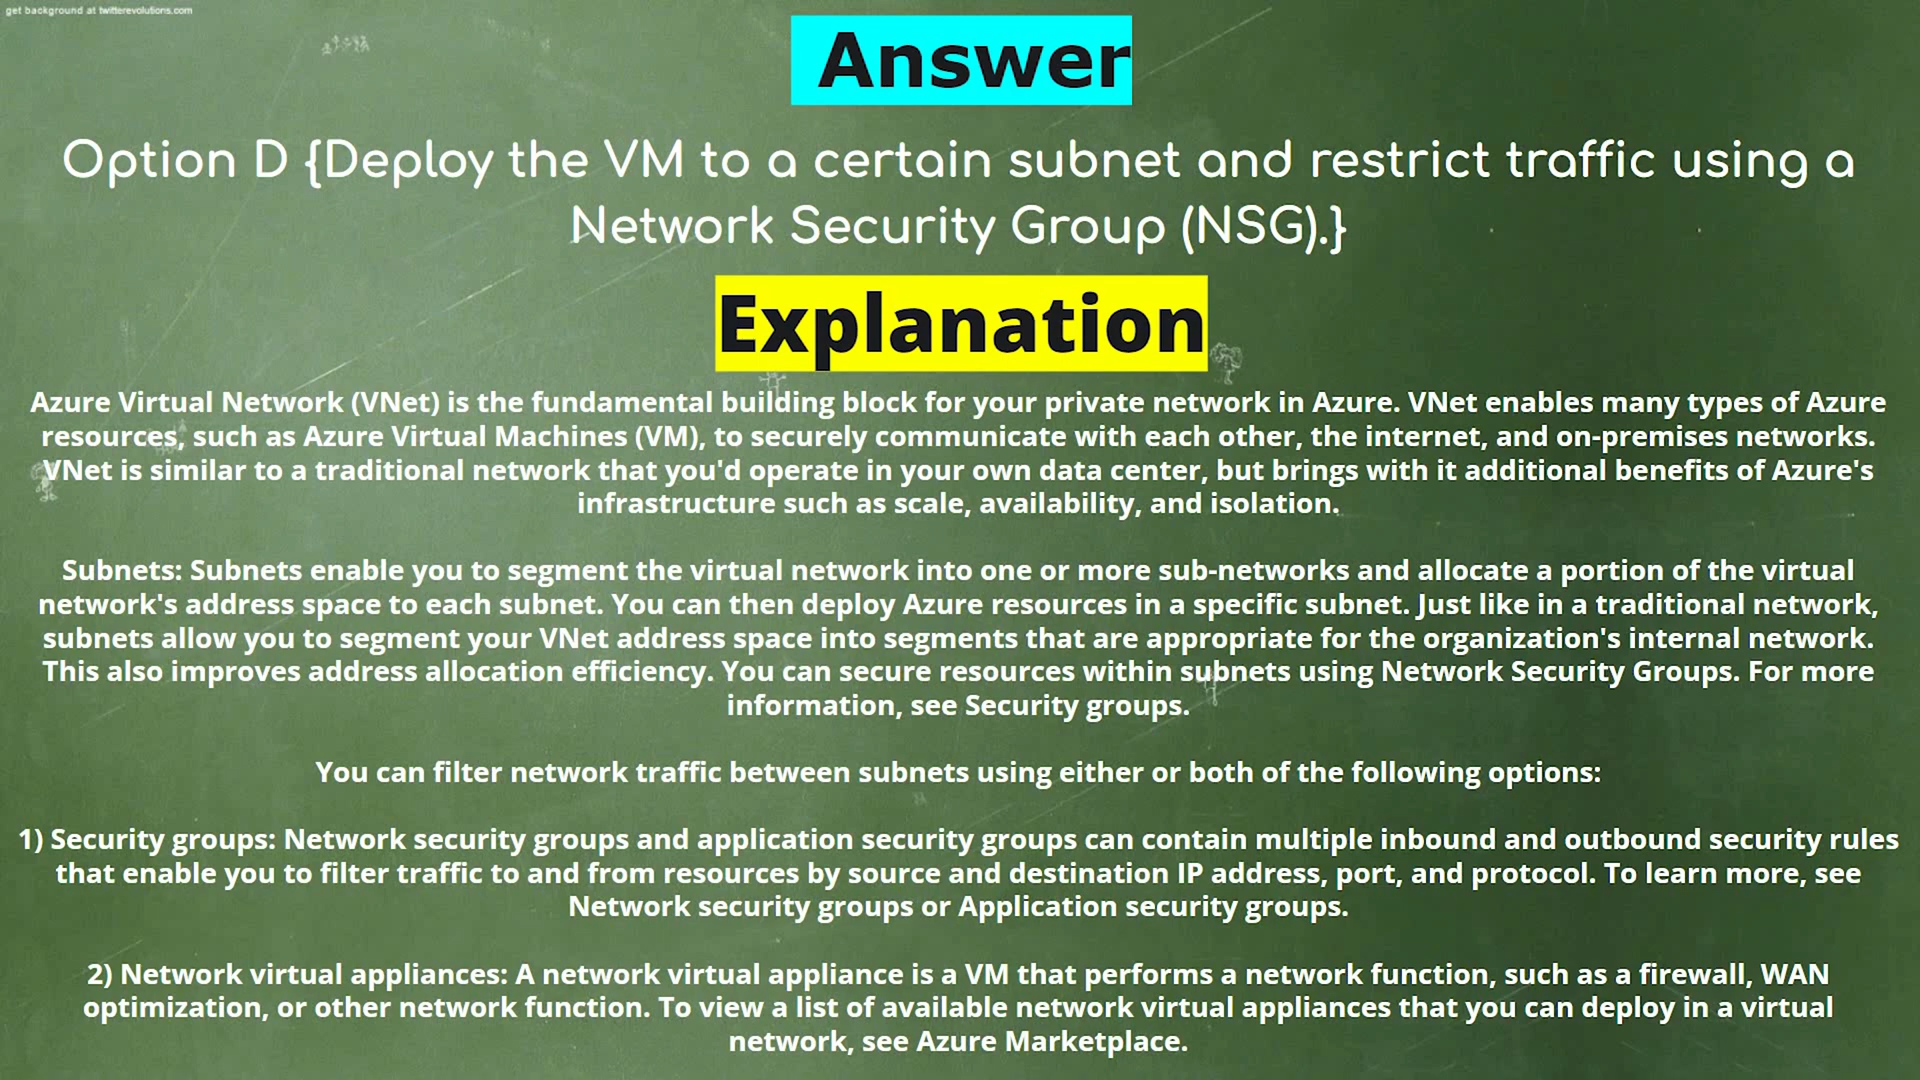 get background at twitterevolutions.com
Answer
Option D {Deploy the VM to a certain subnet and restrict traffic using a
Network Security Group (NSG).}
Explanation
Azure Virtual Network (VNet) is the fundamental building block for your private network in Azure. VNet enables many types of Azure
resources, such as Azure Virtual Machines (VM), to securely communicate with each other, the internet, and on-premises networks.
VNet is similar to a traditional network that you'd operate in your own data center, but brings with it additional benefits of Azure's
infrastructure such as scale, availability, and isolation.
Subnets: Subnets enable you to segment the virtual network into one or more sub-networks and allocate a portion of the virtual
network's address space to each subnet. You can then deploy Azure resources in a specific subnet. Just like in a traditional network,
subnets allow you to segment your VNet address space into segments that are appropriate for the organization's internal network.
This also improves address allocation efficiency. You can secure resources within subnets using Network Security Groups. For more
information, see Security groups.
You can filter network traffic between subnets using either or both of the following options:
1) Security groups: Network security groups and application security groups can contain multiple inbound and outbound security rules
that enable you to filter traffic to and from resources by source and destination IP address, port, and protocol. To learn more, see
Network security groups or Application security groups.
2) Network virtual appliances: A network virtual appliance is a VM that performs a network function, such as a firewall, WAN
optimization, or other network function. To view a list of available network virtual appliances that you can deploy in a virtual
network, see Azure Marketplace.